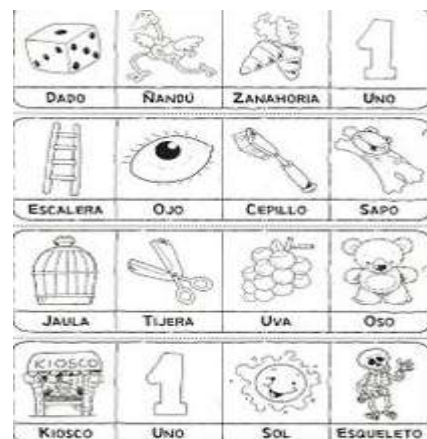 DADO ÑANDÚ ZANAHORIA UNO
ESCALERA OJO CEPILLO SAPO
JAULA TIJERA UVA OSO
KIOSCO
KIOSCO UNO SOL ESQUELETO